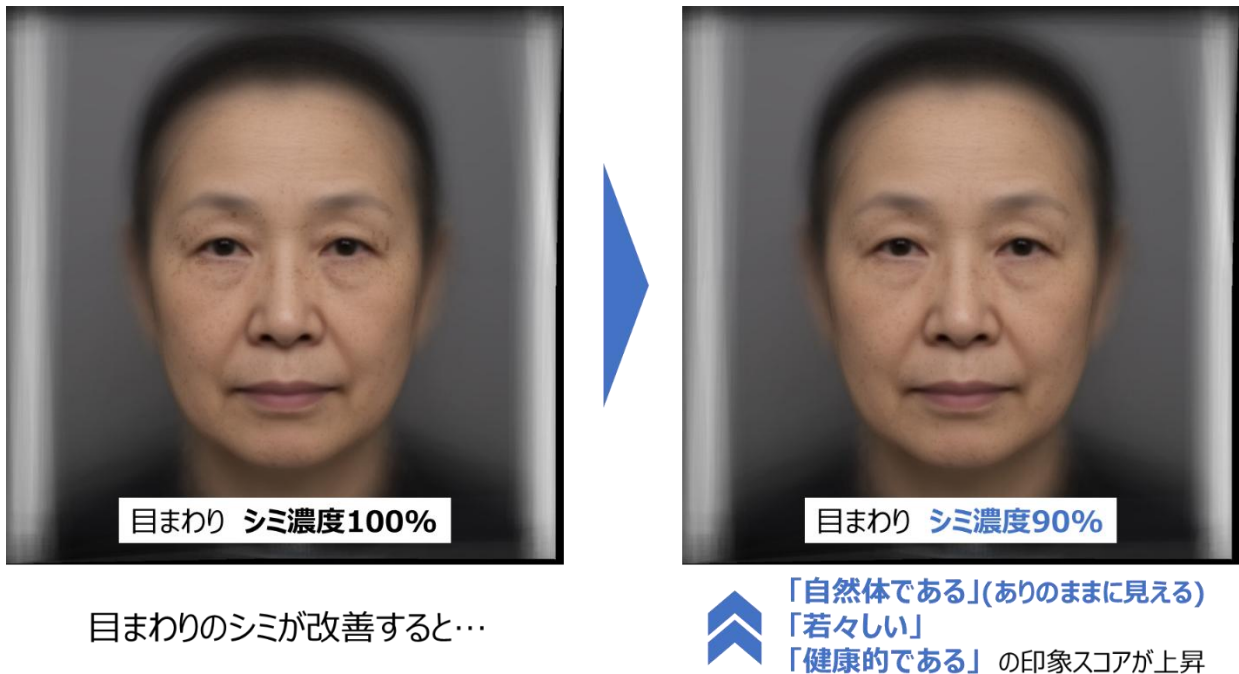 目まわり シミ濃度100%
目まわり シミ濃度90%
目まわりのシミが改善すると…
「自然体である」(ありのままに見える)
「若々しい」
「健康的である」の印象スコアが上昇